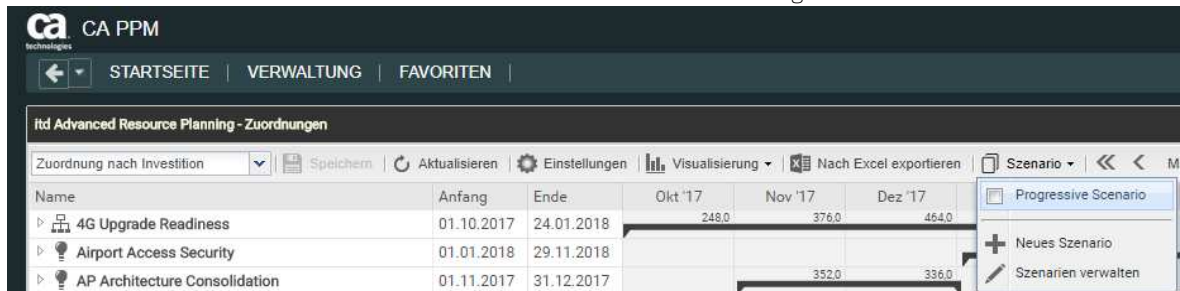 ca CA PPM
technologies
STARTSEITE | VERWALTUNG | FAVORITEN |
itd Advanced Resource Planning - Zuordnungen
Zuordnung nach Investition Speichern Aktualisieren Einstellungen Visualisierung Nach Excel exportieren Szenario M
Name Anfang Ende Okt '17 Nov '17 Dez '17 Progressive Scenario
4G Upgrade Readiness 01.10.2017 24.01.2018 248,0 376,0 464,0
Neues Szenario
Airport Access Security 01.01.2018 29.11.2018
AP Architecture Consolidation 01.11.2017 31.12.2017 352,0 336,0 Szenarien verwalten